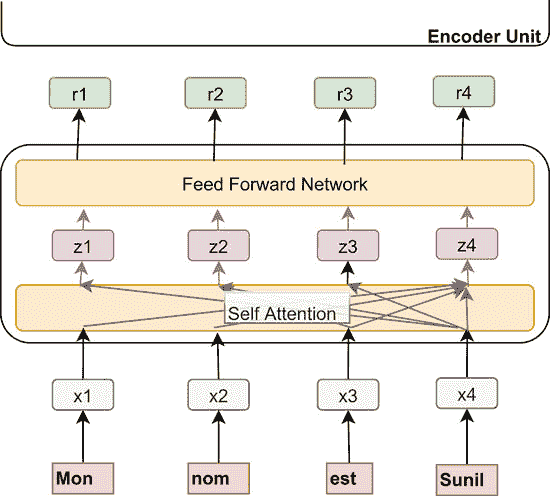 Encoder Unit
r1 r2 r3 r4
Feed Forward Network
z1 z2 z3 z4
Self Attention
x1 x2 x3 x4
Mon nom est Sunil